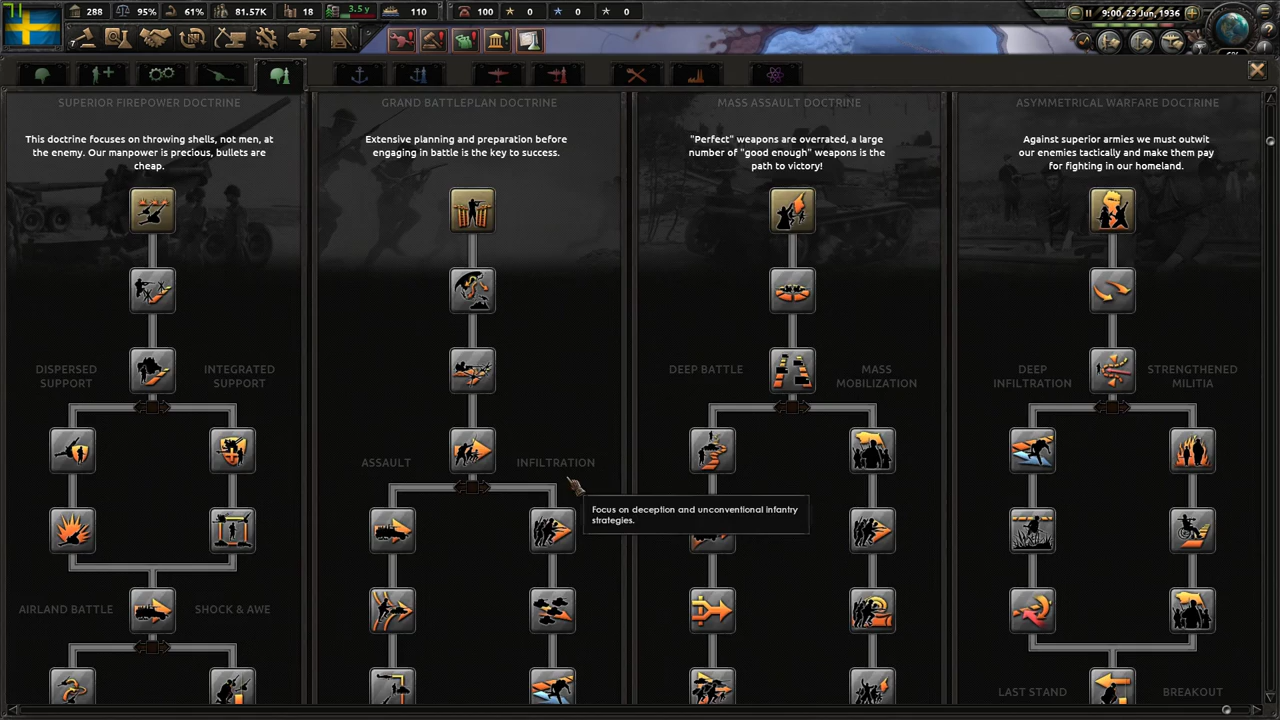 288 95% 61% 81.57K 18 3.5 y 110 100 0 0 0 9:00, 23 Jun, 1936
7
SUPERIOR FIREPOWER DOCTRINE
This doctrine focuses on throwing shells, not men, at
the enemy. Our manpower is precious, bullets are
cheap.
DISPERSED
SUPPORT
INTEGRATED
SUPPORT
AIRLAND BATTLE
SHOCK & AWE
GRAND BATTLEPLAN DOCTRINE
Extensive planning and preparation before
engaging in battle is the key to success.
ASSAULT
INFILTRATION
Focus on deception and unconventional infantry
strategies.
MASS ASSAULT DOCTRINE
"Perfect" weapons are overrated, a large
number of "good enough" weapons is the
path to victory!
DEEP BATTLE
MASS
MOBILIZATION
ASYMMETRICAL WARFARE DOCTRINE
Against superior armies we must outwit
our enemies tactically and make them pay
for fighting in our homeland.
DEEP
INFILTRATION
STRENGTHENED
MILITIA
LAST STAND
BREAKOUT